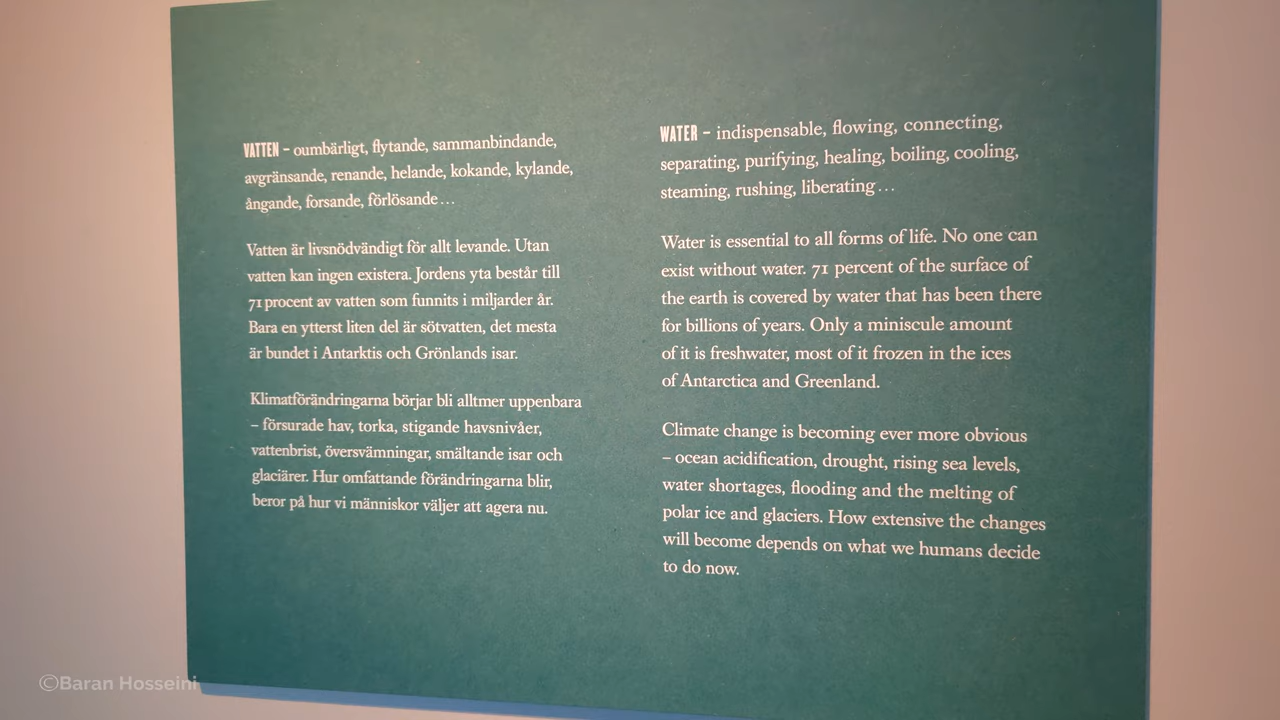 VATTEN – oumbärligt, flytande, sammanbindande,
avgränsande, renande, helande, kokande, kylande,
ångande, forsande, förlösande…
Vatten är livsnödvändigt för allt levande. Utan
vatten kan ingen existera. Jordens yta består till
71 procent av vatten som funnits i miljarder år.
Bara en ytterst liten del är sötvatten, det mesta
är bundet i Antarktis och Grönlands isar.
Klimatförändringarna börjar bli alltmer uppenbara
– försurade hav, torka, stigande havsnivåer,
vattenbrist, översvämningar, smältande isar och
glaciärer. Hur omfattande förändringarna blir,
beror på hur vi människor väljer att agera nu.
WATER – indispensable, flowing, connecting,
separating, purifying, healing, boiling, cooling,
steaming, rushing, liberating…
Water is essential to all forms of life. No one can
exist without water. 71 percent of the surface of
the earth is covered by water that has been there
for billions of years. Only a miniscule amount
of it is freshwater, most of it frozen in the ices
of Antarctica and Greenland.
Climate change is becoming ever more obvious
– ocean acidification, drought, rising sea levels,
water shortages, flooding and the melting of
polar ice and glaciers. How extensive the changes
will become depends on what we humans decide
to do now.
©Baran Hosseini